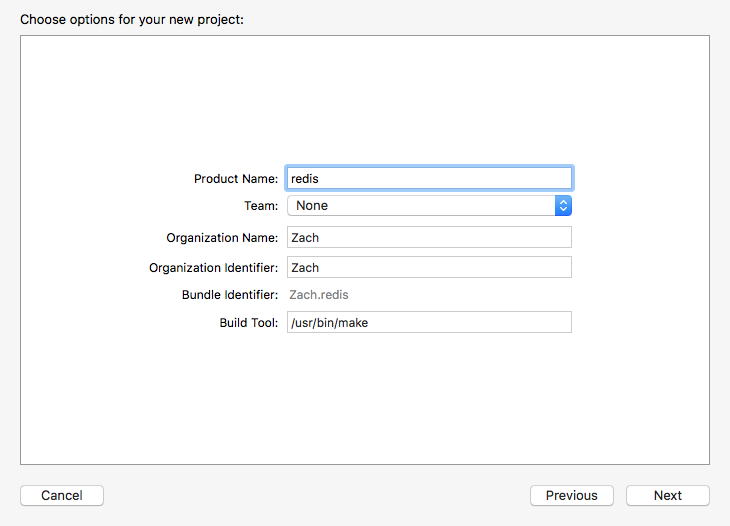 Choose options for your new project:
Product Name: redis
Team: None
Organization Name: Zach
Organization Identifier: Zach
Bundle Identifier: Zach.redis
Build Tool: /usr/bin/make
Cancel Previous Next